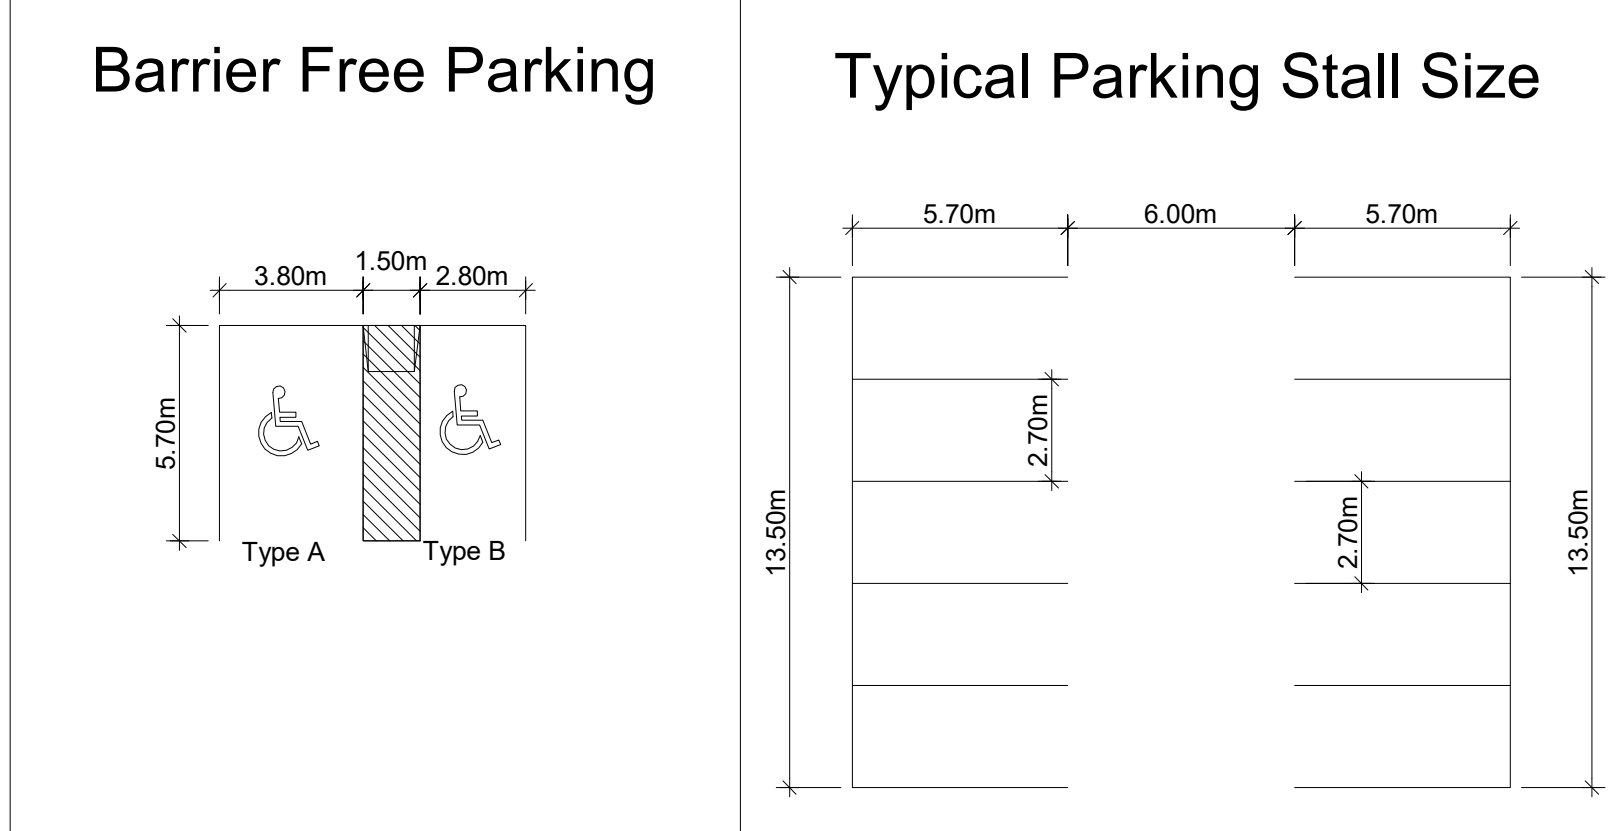 Barrier Free Parking
3.80m
1.50m
2.80m
5.70m
Type A
Type B
Typical Parking Stall Size
5.70m
6.00m
5.70m
2.70m
2.70m
13.50m
13.50m